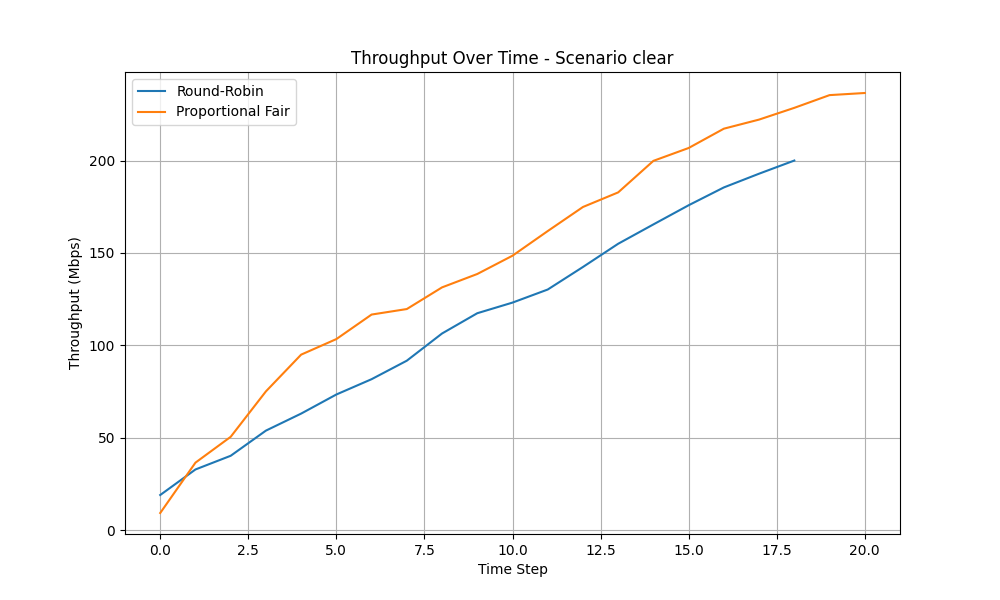 Throughput Over Time - Scenario clear
Round-Robin
Proportional Fair
Throughput (Mbps)
200
150
100
50
0
0.0 2.5 5.0 7.5 10.0 12.5 15.0 17.5 20.0
Time Step